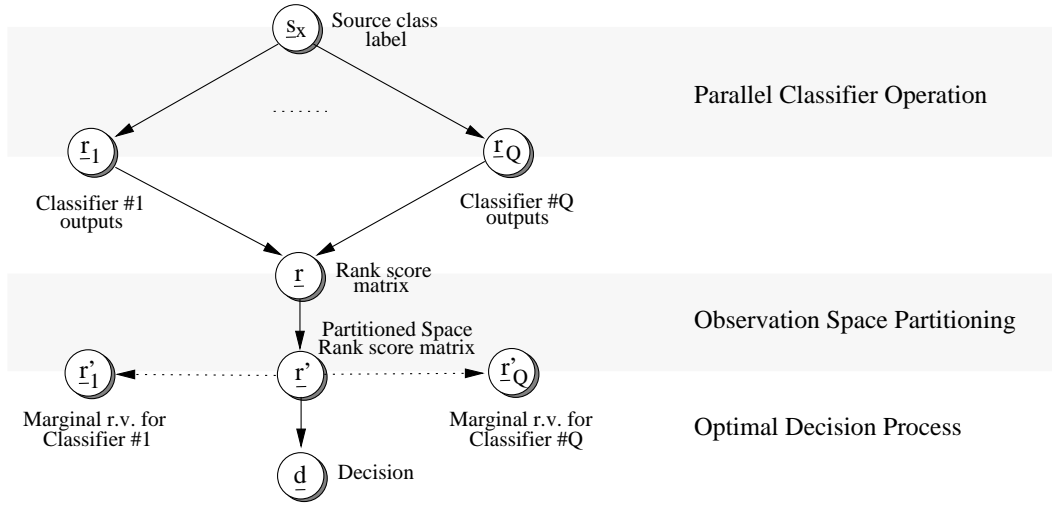 s_x
Source class
label
Parallel Classifier Operation
.......
r_1
r_Q
Classifier #1
outputs
Classifier #Q
outputs
r
Rank score
matrix
Observation Space Partitioning
Partitioned Space
Rank score matrix
r'_1
r'
r'_Q
Marginal r.v. for
Classifier #1
Marginal r.v. for
Classifier #Q
Optimal Decision Process
d
Decision